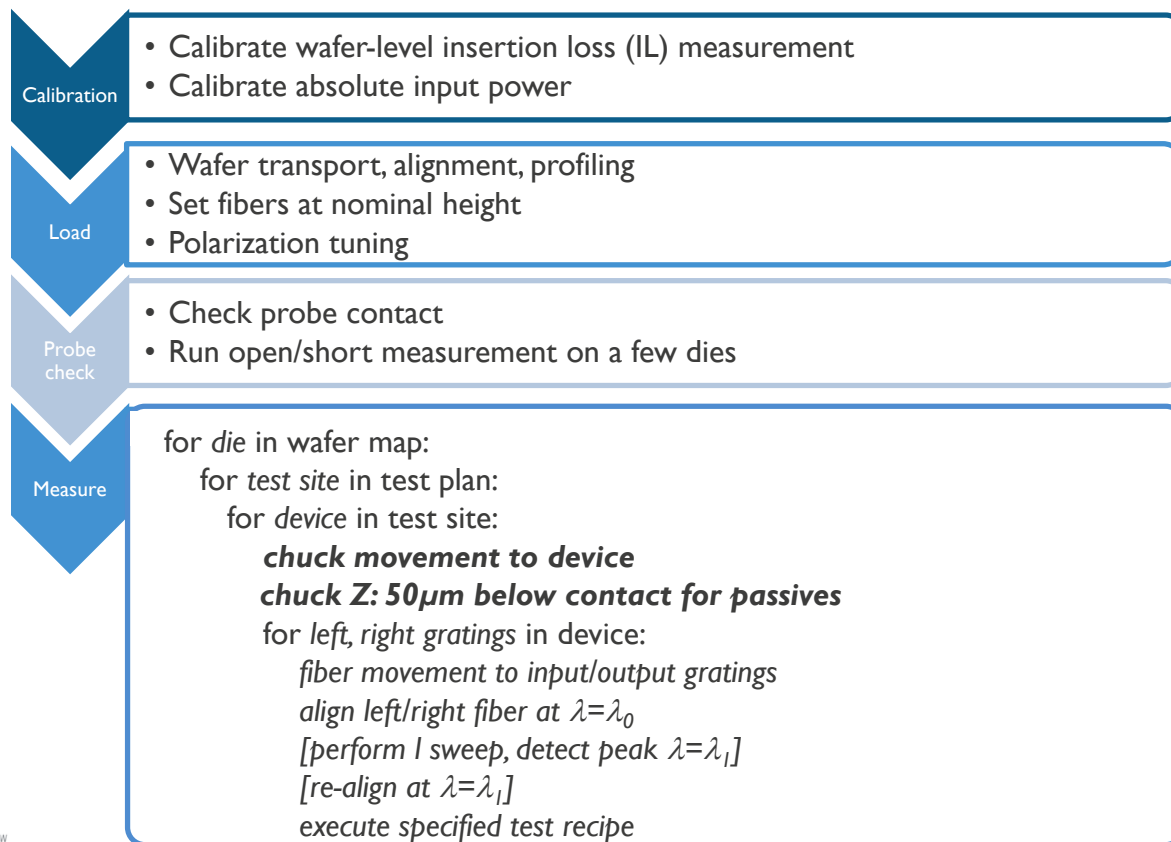 Calibration
• Calibrate wafer-level insertion loss (IL) measurement
• Calibrate absolute input power
Load
• Wafer transport, alignment, profiling
• Set fibers at nominal height
• Polarization tuning
Probe
check
• Check probe contact
• Run open/short measurement on a few dies
Measure
for die in wafer map:
for test site in test plan:
for device in test site:
chuck movement to device
chuck Z: 50µm below contact for passives
for left, right gratings in device:
fiber movement to input/output gratings
align left/right fiber at λ=λ₀
[perform l sweep, detect peak λ=λ₁]
[re-align at λ=λ₁]
execute specified test recipe